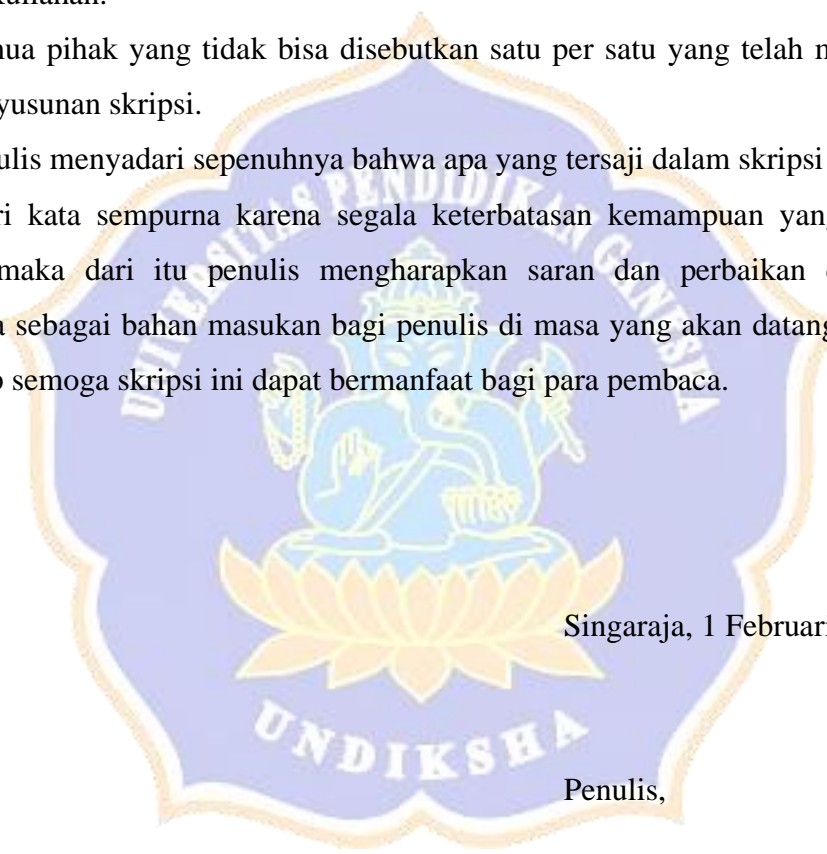 kuliahan.
nua pihak yang tidak bisa disebutkan satu per satu yang telah m
yusunan skripsi.
ulis menyadari sepenuhnya bahwa apa yang tersaji dalam skripsi
ri kata sempurna karena segala keterbatasan kemampuan yang
maka dari itu penulis mengharapkan saran dan perbaikan
a sebagai bahan masukan bagi penulis di masa yang akan datang
semoga skripsi ini dapat bermanfaat bagi para pembaca.
UNIVERSITAS PENDIDIKAN GANESHA
Singaraja, 1 Februari
UNDIKSHA
Penulis,